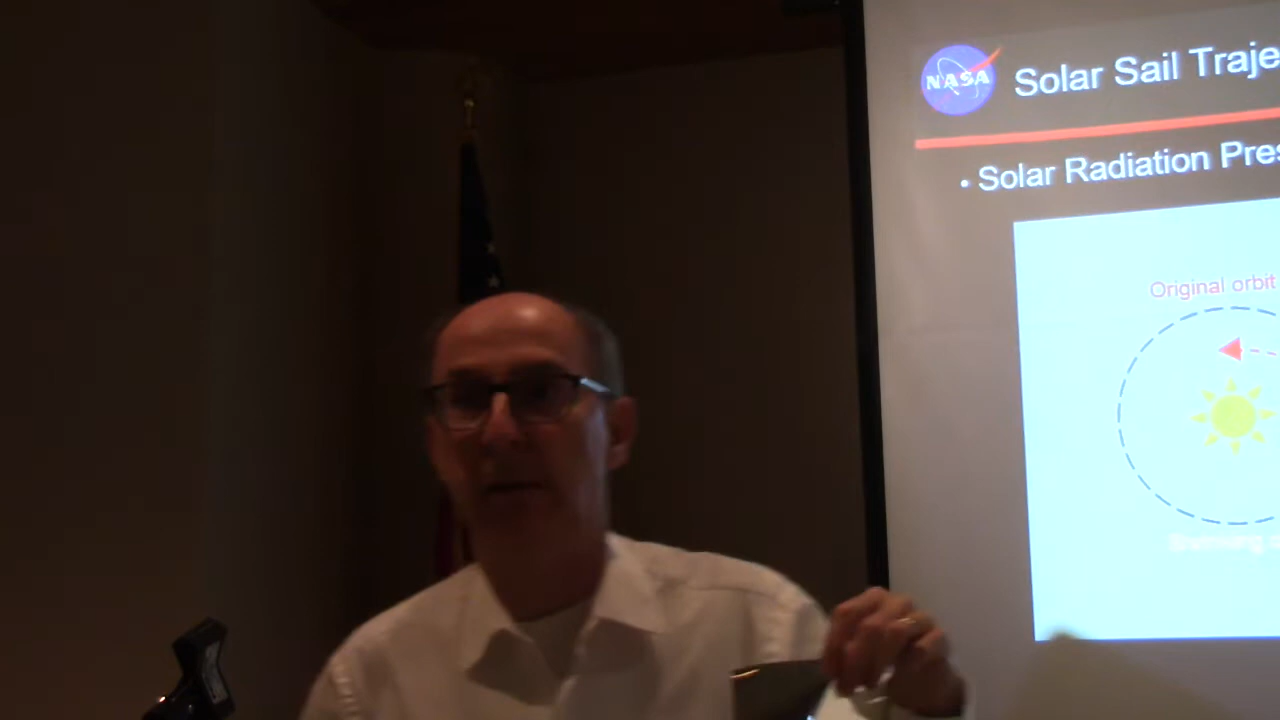 NASA
Solar Sail Traje
• Solar Radiation Pres
Original orbit